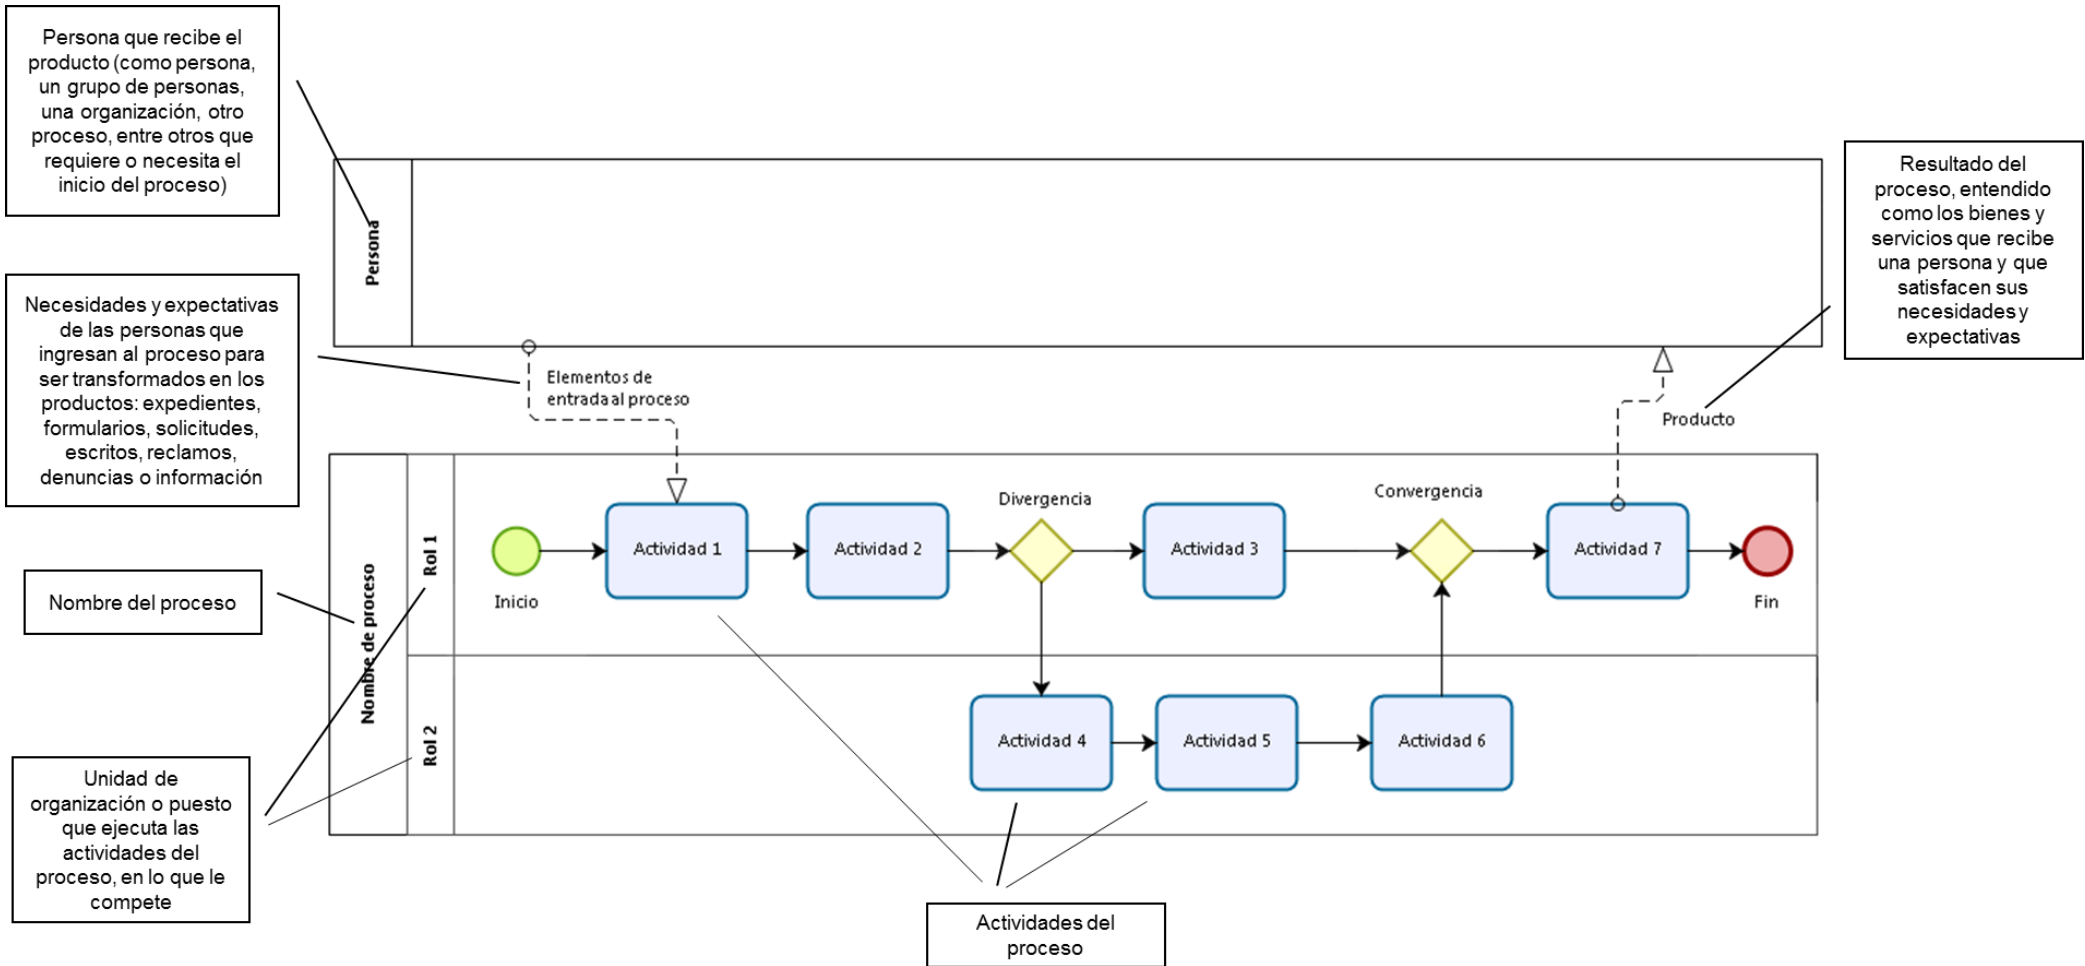 Persona que recibe el
producto (como persona,
un grupo de personas,
una organización, otro
proceso, entre otros que
requiere o necesita el
inicio del proceso)
Persona
Resultado del
proceso, entendido
como los bienes y
servicios que recibe
una persona y que
satisfacen sus
necesidades y
expectativas
Necesidades y expectativas
de las personas que
ingresan al proceso para
ser transformados en los
productos: expedientes,
formularios, solicitudes,
escritos, reclamos,
denuncias o información
Elementos de
entrada al proceso
Producto
Nombre del proceso
Nombre de proceso
Rol 1
Inicio
Actividad 1
Actividad 2
Divergencia
Actividad 3
Convergencia
Actividad 7
Fin
Rol 2
Actividad 4
Actividad 5
Actividad 6
Unidad de
organización o puesto
que ejecuta las
actividades del
proceso, en lo que le
compete
Actividades del
proceso